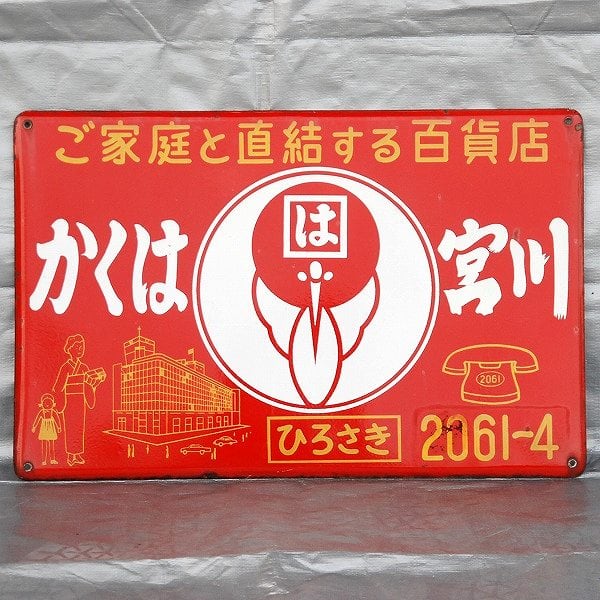 ご家庭と直結する百貨店
かくは
は
小
宮川
2061
ひろさき
2061-4